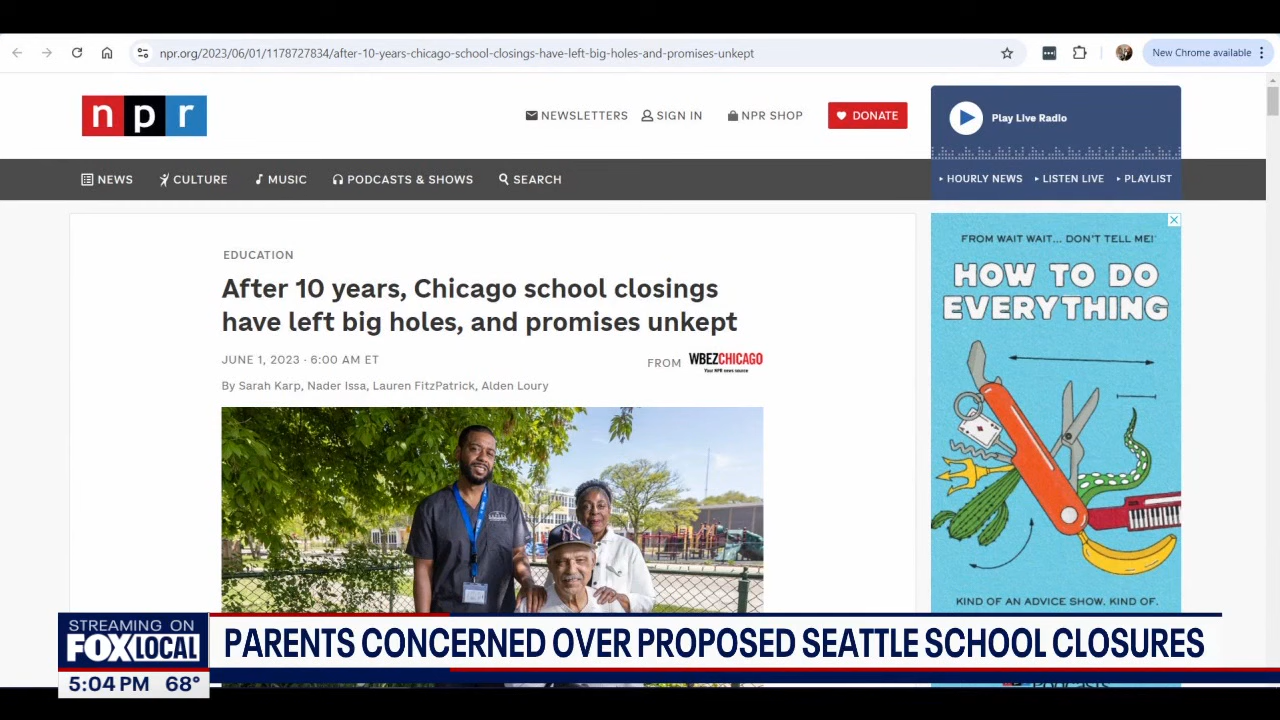 npr.org/2023/06/01/1178727834/after-10-years-chicago-school-closings-have-left-big-holes-and-promises-unkept
New Chrome available
npr
NEWSLETTERS
SIGN IN
NPR SHOP
DONATE
Play Live Radio
NEWS
CULTURE
MUSIC
PODCASTS & SHOWS
SEARCH
HOURLY NEWS
LISTEN LIVE
PLAYLIST
EDUCATION
After 10 years, Chicago school closings
have left big holes, and promises unkept
JUNE 1, 2023 · 6:00 AM ET
FROM WBEZCHICAGO
Your NPR news source
By Sarah Karp, Nader Issa, Lauren FitzPatrick, Alden Loury
FROM WAIT WAIT... DON'T TELL ME!
HOW TO DO
EVERYTHING
KIND OF AN ADVICE SHOW, KIND OF.
STREAMING ON
FOX LOCAL
5:04 PM 68°
PARENTS CONCERNED OVER PROPOSED SEATTLE SCHOOL CLOSURES